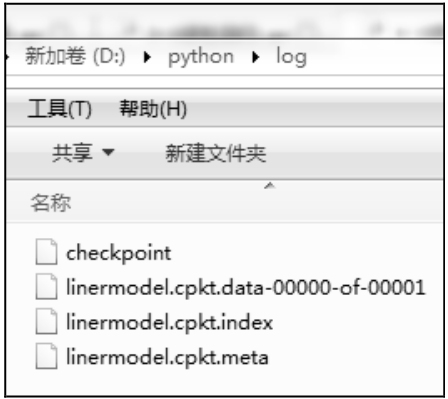 新加卷 (D:) ▸ python ▸ log
工具(T) 帮助(H)
共享 ▼ 新建文件夹
名称
checkpoint
linermodel.cpkt.data-00000-of-00001
linermodel.cpkt.index
linermodel.cpkt.meta